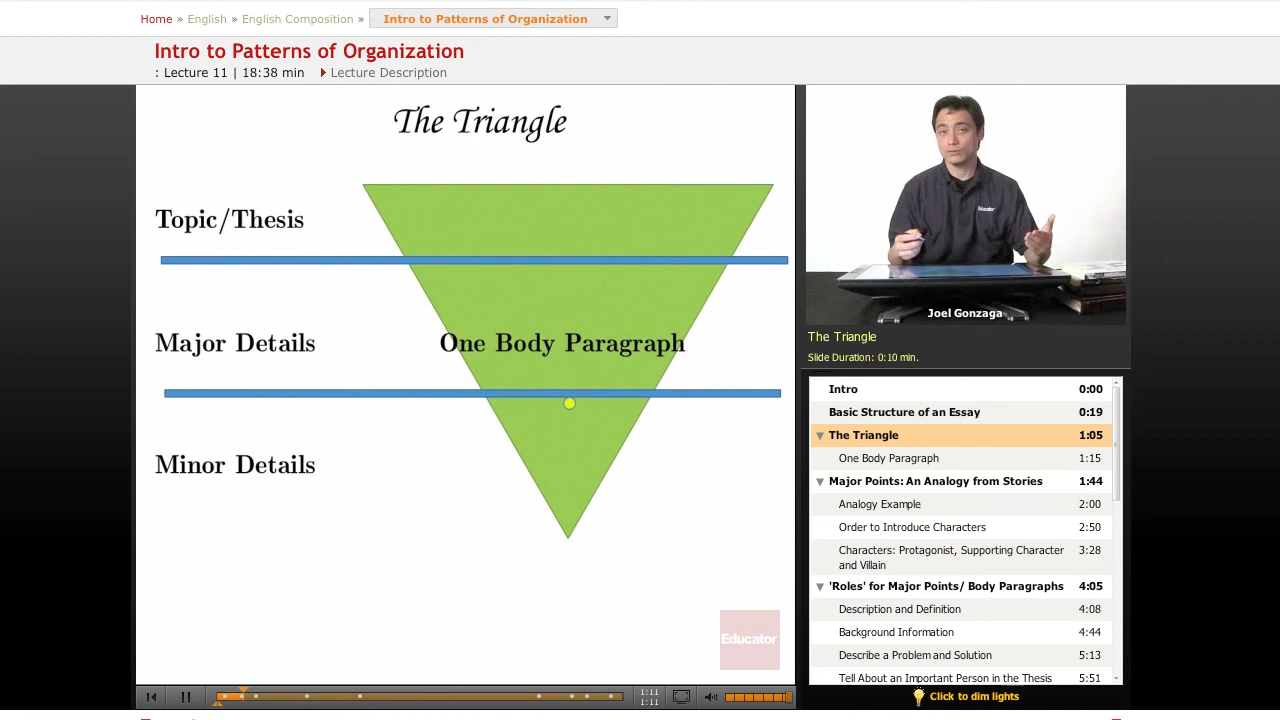 Home » English » English Composition » Intro to Patterns of Organization
Intro to Patterns of Organization
: Lecture 11 | 18:38 min Lecture Description
The Triangle
Topic/Thesis
Major Details
One Body Paragraph
Minor Details
Educator
Educator
Joel Gonzaga
The Triangle
Slide Duration: 0:10 min.
Intro 0:00
Basic Structure of an Essay 0:19
The Triangle 1:05
One Body Paragraph 1:15
Major Points: An Analogy from Stories 1:44
Analogy Example 2:00
Order to Introduce Characters 2:50
Characters: Protagonist, Supporting Character 3:28
and Villain
'Roles' for Major Points/ Body Paragraphs 4:05
Description and Definition 4:08
Background Information 4:44
Describe a Problem and Solution 5:13
Tell About an Important Person in the Thesis 5:51
1:11
1:11
Click to dim lights